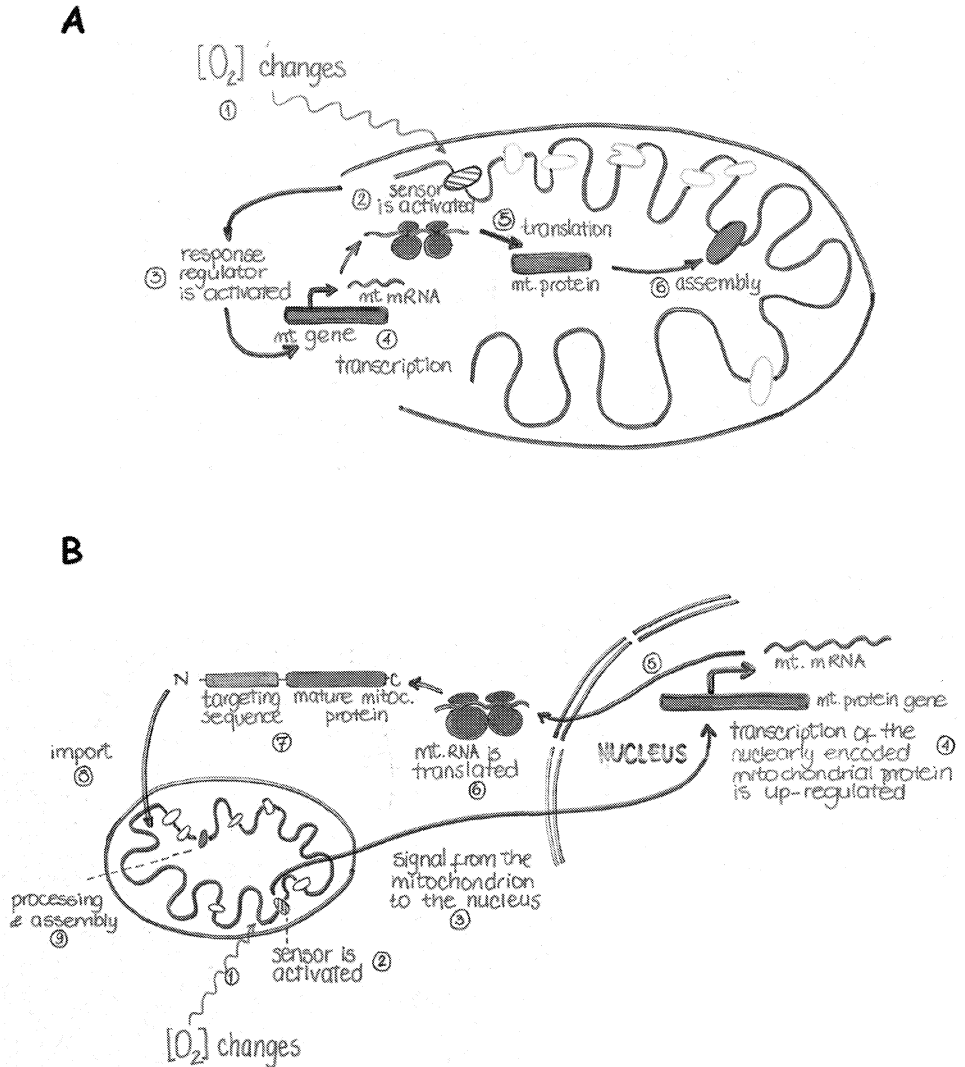 A
[O2] changes
①
② sensor
is activated
③ response
regulator
is activated
mt. mRNA
mt gene
④
transcription
⑤
translation
mt. protein
⑥ assembly
B
N
C
targeting
sequence
mature mitoc.
protein
⑦
import
⑧
mt. RNA is
translated
⑥
⑤
mt. mRNA
mt. protein gene
NUCLEUS
transcription of the
nuclearly encoded
mitochondrial protein
is up-regulated
④
signal from the
mitochondrion
to the nucleus
③
processing
& assembly
⑨
sensor is
activated
②
①
[O2] changes